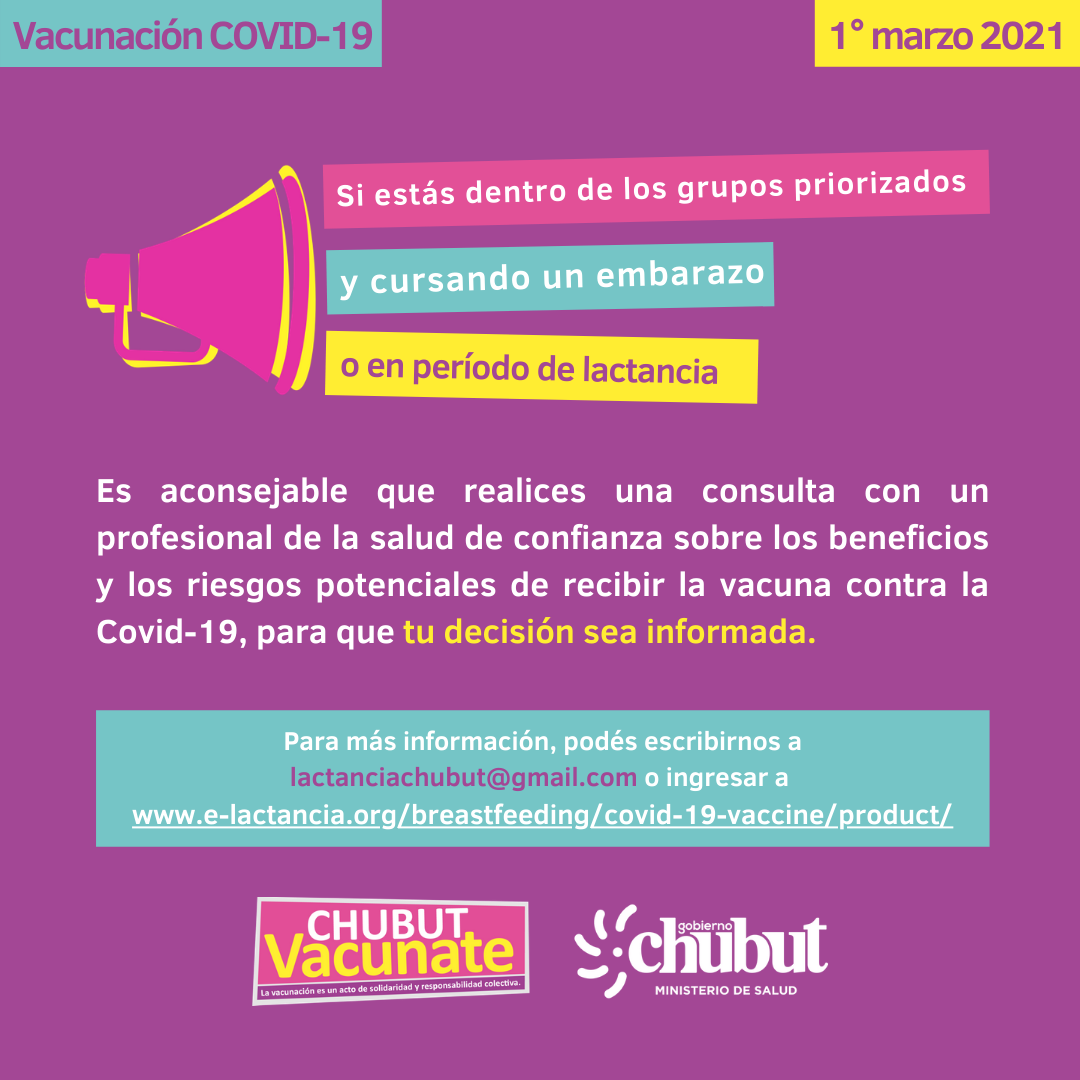 Vacunación COVID-19
1° marzo 2021
Si estás dentro de los grupos priorizados
y cursando un embarazo
o en período de lactancia
Es aconsejable que realices una consulta con un
profesional de la salud de confianza sobre los beneficios
y los riesgos potenciales de recibir la vacuna contra la
Covid-19, para que tu decisión sea informada.
Para más información, podés escribirnos a
lactanciachubut@gmail.com o ingresar a
www.e-lactancia.org/breastfeeding/covid-19-vaccine/product/
CHUBUT
Vacunate
La vacunación es un acto de solidaridad y responsabilidad colectiva.
gobierno
chubut
MINISTERIO DE SALUD